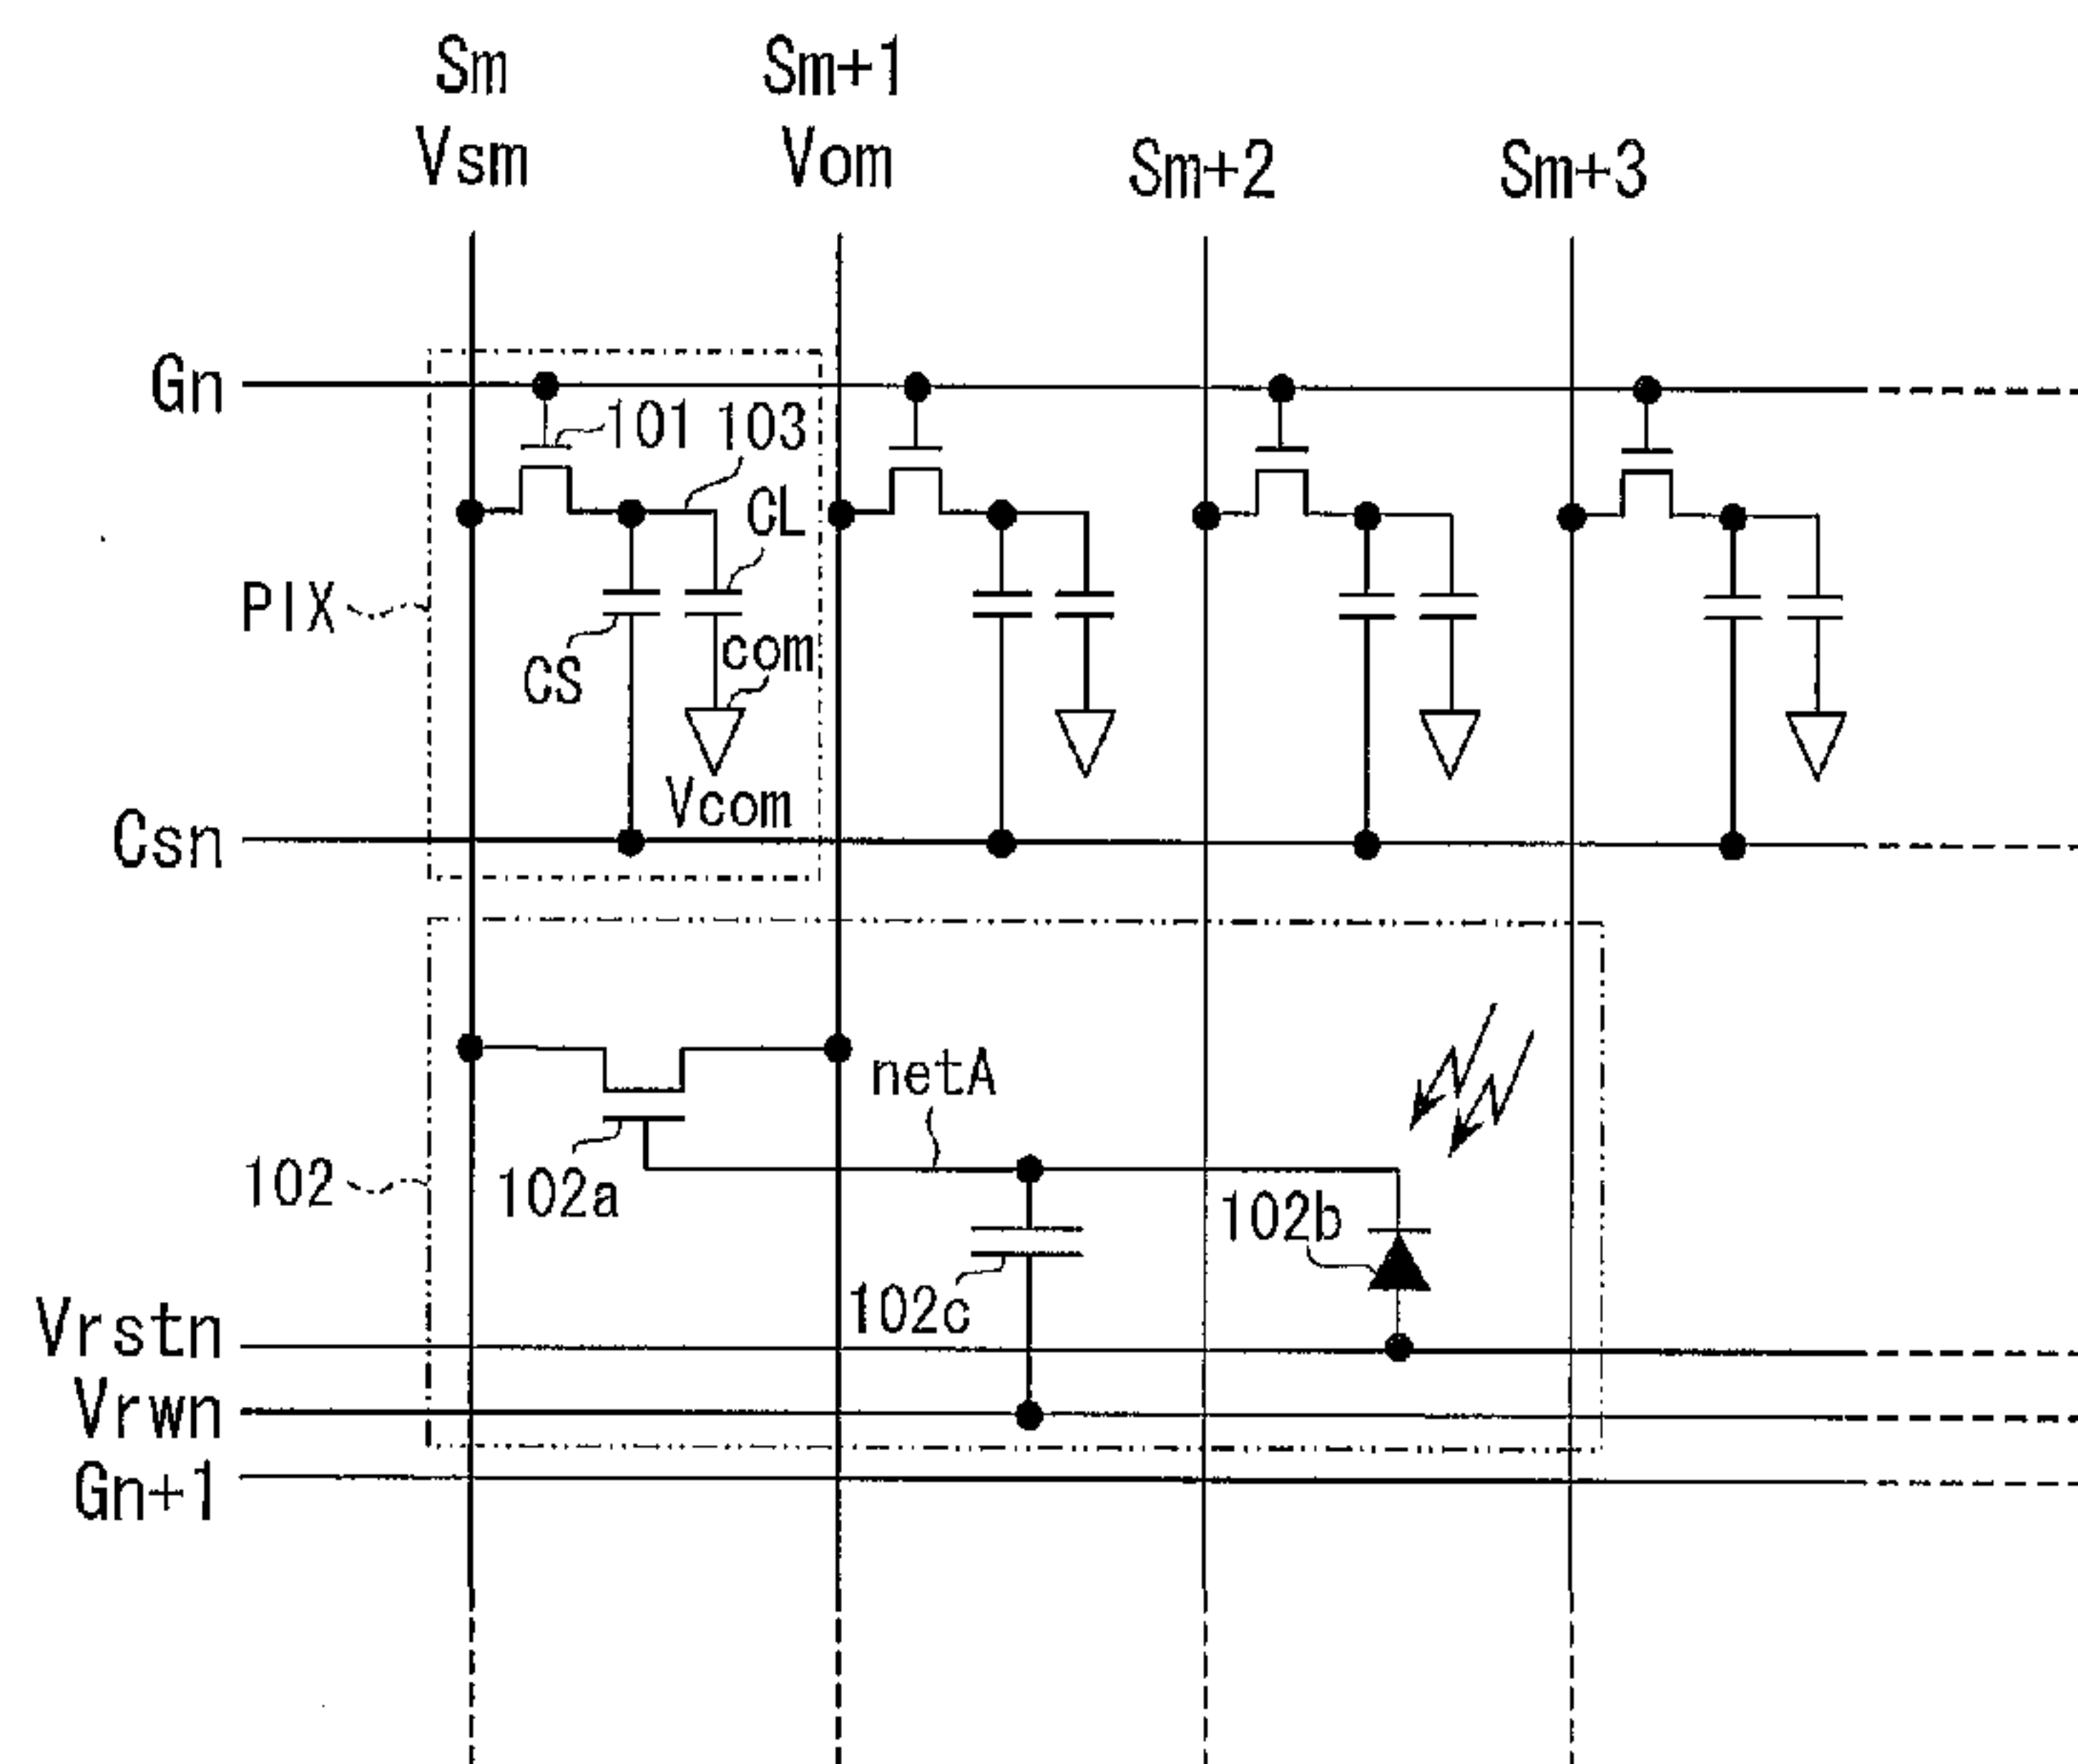 Sm
Sm+1
Vsm
Vom
Sm+2
Sm+3
Gn
101
103
CL
PIX
com
CS
Vcom
Csn
netA
102
102a
102b
102c
Vrstn
Vrwn
Gn+1